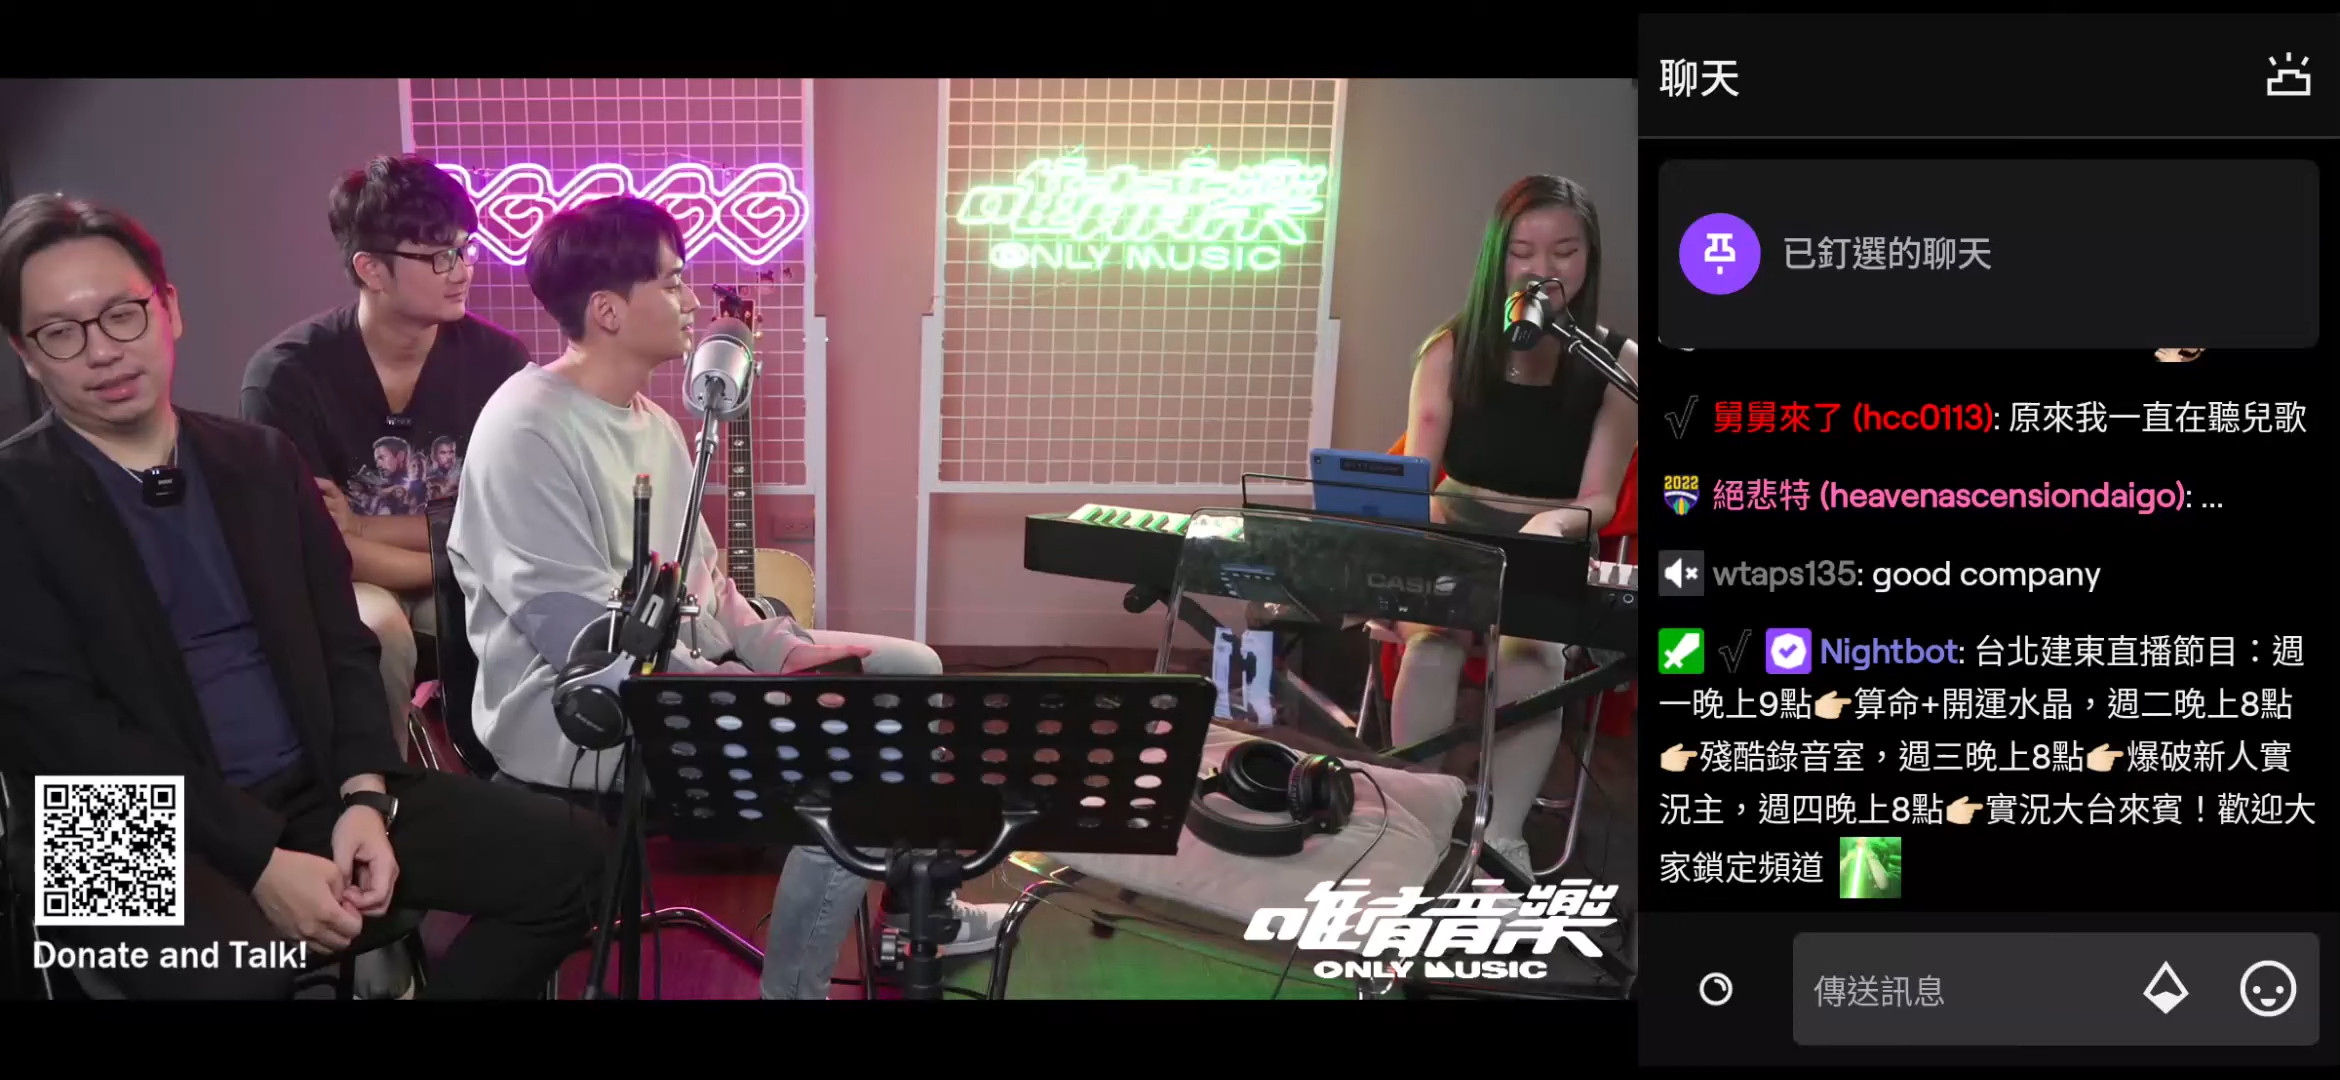 唯有音樂
ONLY MUSIC
CASIO
Donate and Talk!
唯有音樂
ONLY MUSIC
聊天
已釘選的聊天
舅舅來了 (hcc0113): 原來我一直在聽兒歌
2022
絕悲特 (heavenascensiondaigo): ...
wtaps135: good company
Nightbot: 台北建東直播節目：週
一晚上9點👉🏻算命+開運水晶，週二晚上8點
👉🏻殘酷錄音室，週三晚上8點👉🏻爆破新人實
況主，週四晚上8點👉🏻實況大台來賓！歡迎大
家鎖定頻道
傳送訊息